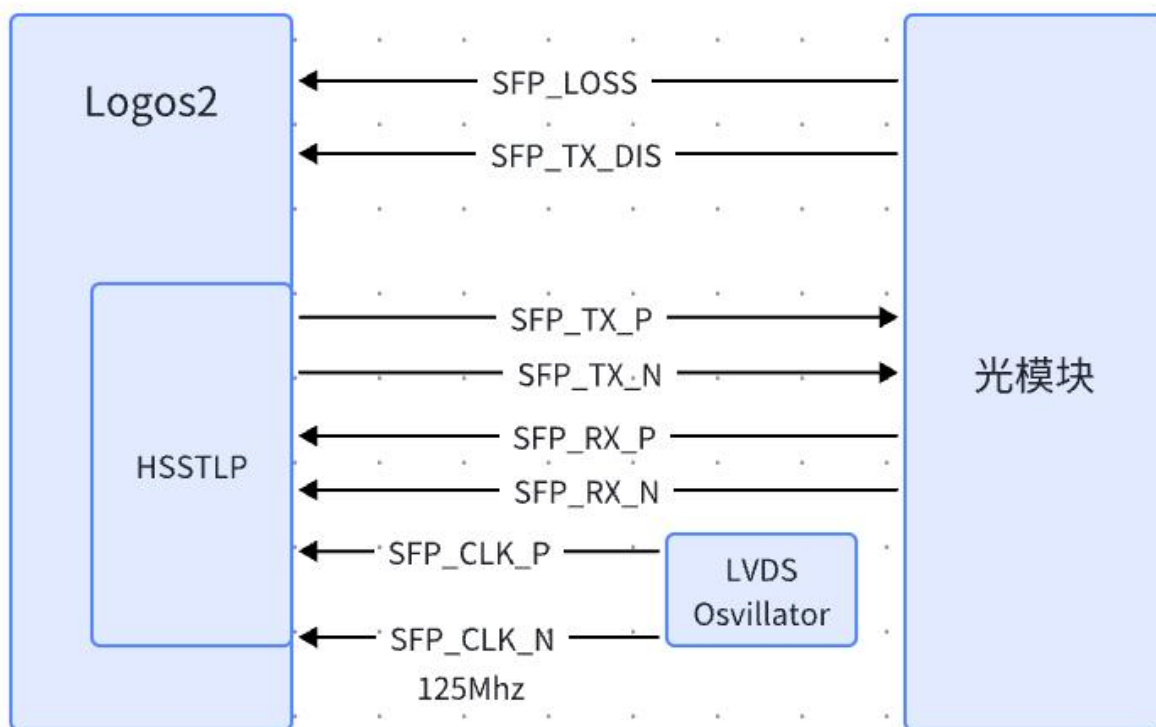 Logos2
SFP_LOSS
SFP_TX_DIS
SFP_TX_P
SFP_TX_N
光模块
HSSTLP
SFP_RX_P
SFP_RX_N
SFP_CLK_P
LVDS
Osvillator
SFP_CLK_N
125Mhz